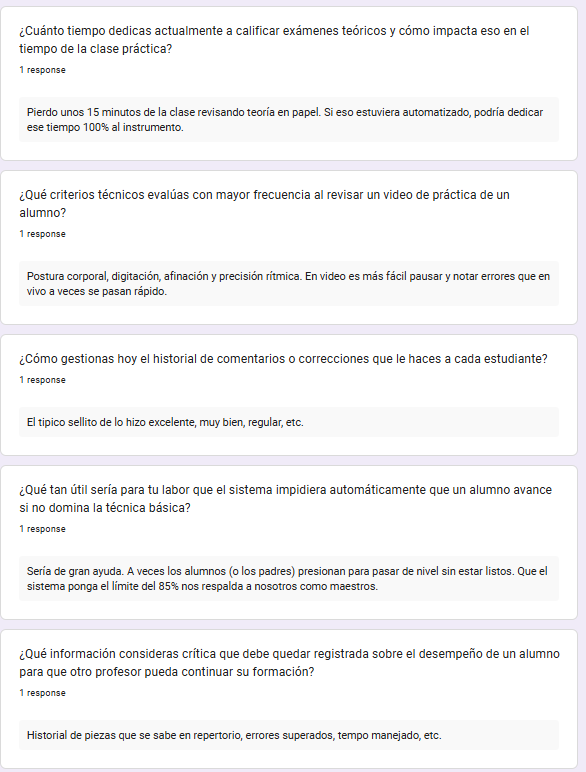 ¿Cuánto tiempo dedicas actualmente a calificar exámenes teóricos y cómo impacta eso en el
tiempo de la clase práctica?
1 response
Pierdo unos 15 minutos de la clase revisando teoría en papel. Si eso estuviera automatizado, podría dedicar
ese tiempo 100% al instrumento.
¿Qué criterios técnicos evalúas con mayor frecuencia al revisar un video de práctica de un
alumno?
1 response
Postura corporal, digitación, afinación y precisión rítmica. En video es más fácil pausar y notar errores que en
vivo a veces se pasan rápido.
¿Cómo gestionas hoy el historial de comentarios o correcciones que le haces a cada estudiante?
1 response
El tipico sellito de lo hizo excelente, muy bien, regular, etc.
¿Qué tan útil sería para tu labor que el sistema impidiera automáticamente que un alumno avance
si no domina la técnica básica?
1 response
Sería de gran ayuda. A veces los alumnos (o los padres) presionan para pasar de nivel sin estar listos. Que el
sistema ponga el límite del 85% nos respalda a nosotros como maestros.
¿Qué información consideras crítica que debe quedar registrada sobre el desempeño de un alumno
para que otro profesor pueda continuar su formación?
1 response
Historial de piezas que se sabe en repertorio, errores superados, tempo manejado, etc.